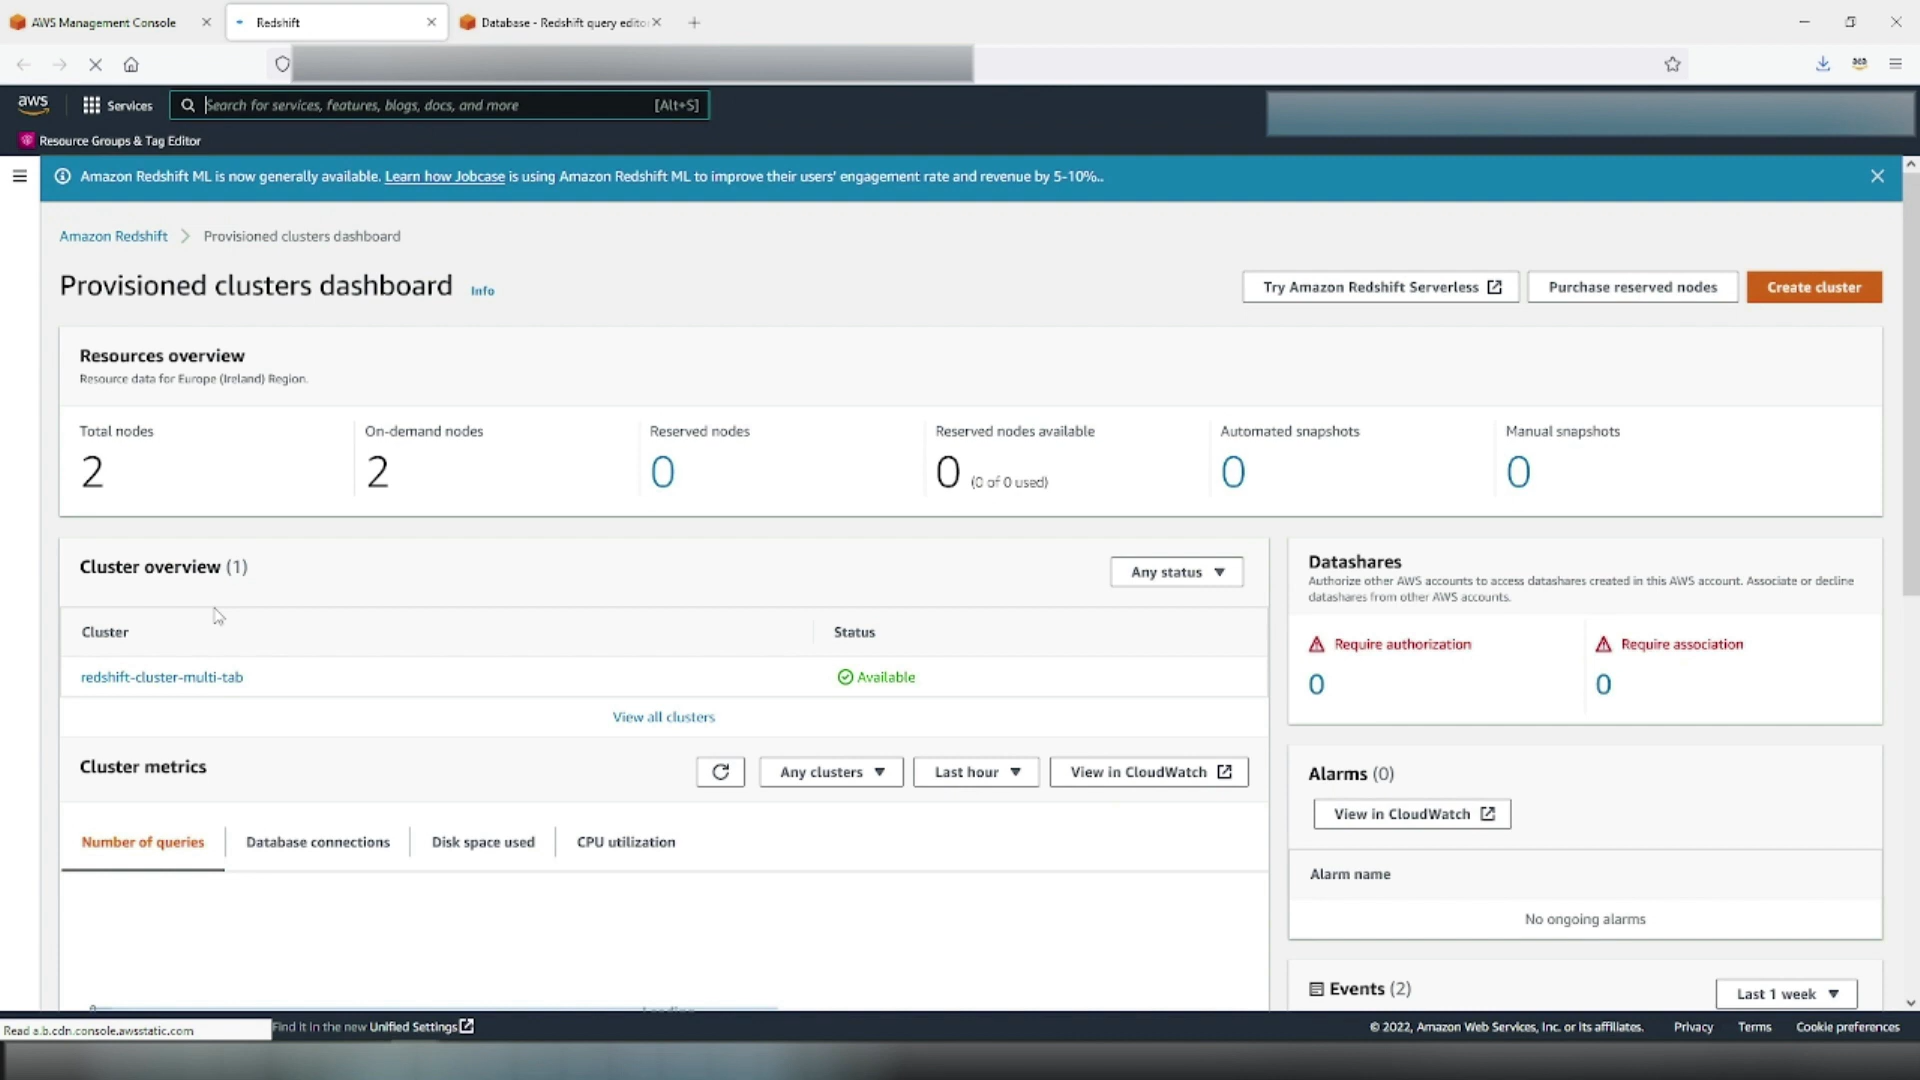 AWS Management Console
Redshift
Database - Redshift query edito
aws
Services
Search for services, features, blogs, docs, and more
[Alt+S]
Resource Groups & Tag Editor
Amazon Redshift ML is now generally available. Learn how Jobcase is using Amazon Redshift ML to improve their users' engagement rate and revenue by 5-10%..
Amazon Redshift > Provisioned clusters dashboard
Provisioned clusters dashboard Info
Try Amazon Redshift Serverless
Purchase reserved nodes
Create cluster
Resources overview
Resource data for Europe (Ireland) Region.
Total nodes
2
On-demand nodes
2
Reserved nodes
0
Reserved nodes available
0 (0 of 0 used)
Automated snapshots
0
Manual snapshots
0
Cluster overview (1)
Any status
Cluster
Status
redshift-cluster-multi-tab
Available
View all clusters
Datashares
Authorize other AWS accounts to access datashares created in this AWS account. Associate or decline
datashares from other AWS accounts.
Require authorization
0
Require association
0
Cluster metrics
Any clusters
Last hour
View in CloudWatch
Number of queries
Database connections
Disk space used
CPU utilization
Alarms (0)
View in CloudWatch
Alarm name
No ongoing alarms
Events (2)
Last 1 week
Read a.b.cdn.console.awsstatic.com
Find it in the new Unified Settings
© 2022, Amazon Web Services, Inc. or its affiliates.
Privacy
Terms
Cookie preferences